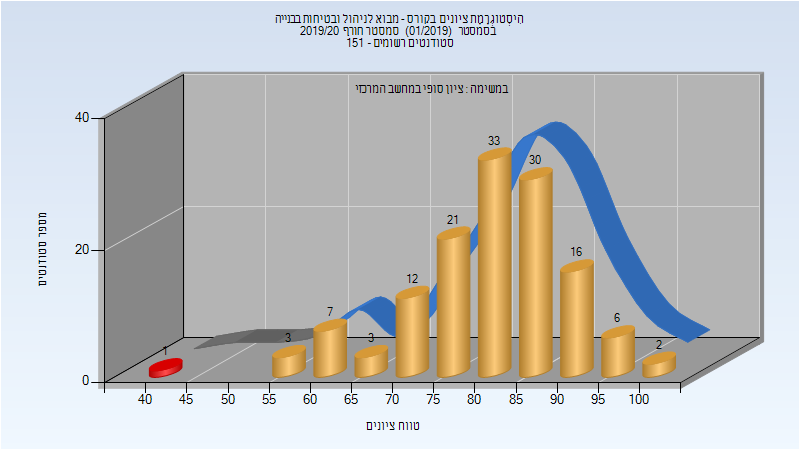 היסטוגרמת ציונים בקורס - מבוא לניהול ובטיחות בבנייה
בסמסטר (01/2019) סמסטר חורף 2019/20
סטודנטים רשומים - 151
במשימה : ציון סופי במחשב המרכזי
מספר סטודנטים
40
20
0
1
3
7
3
12
21
33
30
16
6
2
40 45 50 55 60 65 70 75 80 85 90 95 100
טווח ציונים